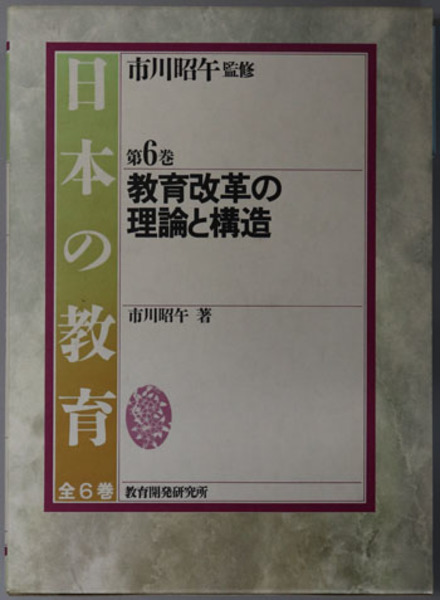 日本の教育
全6巻
市川昭午監修
第6巻
教育改革の
理論と構造
市川昭午 著
教育開発研究所